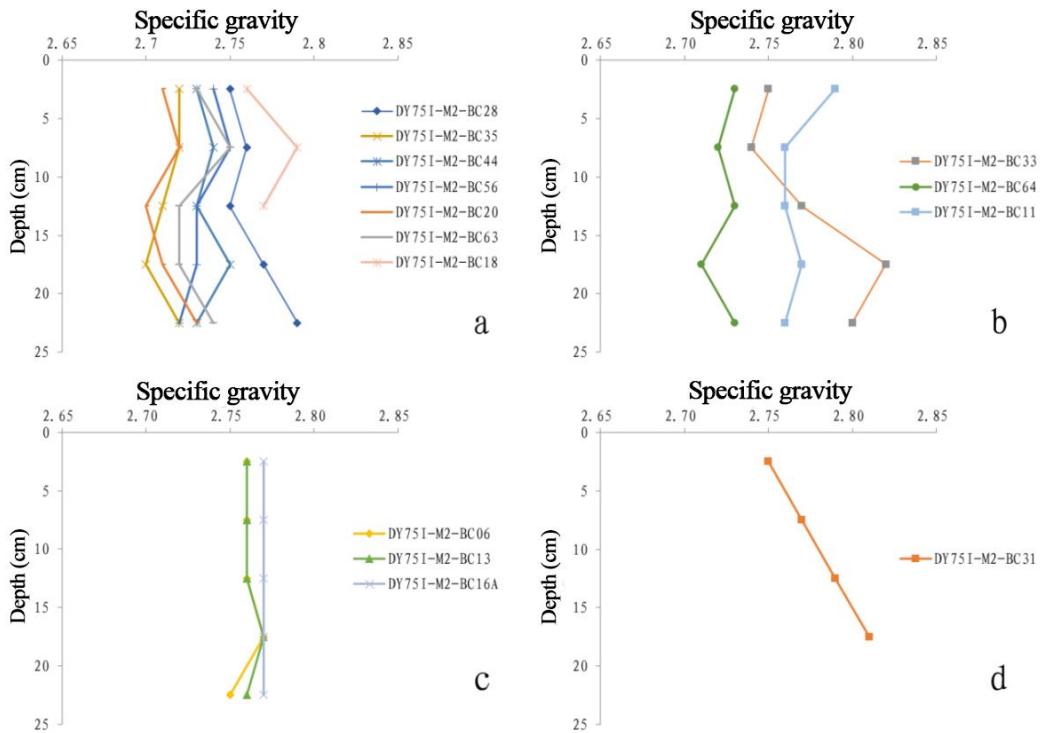 Specific gravity
2.65 2.7 2.75 2.8 2.85
0
5
10
15
20
25
Depth (cm)
DY75I-M2-BC28
DY75I-M2-BC35
DY75I-M2-BC44
DY75I-M2-BC56
DY75I-M2-BC20
DY75I-M2-BC63
DY75I-M2-BC18
a
Specific gravity
2.65 2.70 2.75 2.80 2.85
0
5
10
15
20
25
Depth (cm)
DY75I-M2-BC33
DY75I-M2-BC64
DY75I-M2-BC11
b
Specific gravity
2.65 2.70 2.75 2.80 2.85
0
5
10
15
20
25
Depth (cm)
DY75I-M2-BC06
DY75I-M2-BC13
DY75I-M2-BC16A
c
Specific gravity
2.65 2.70 2.75 2.80 2.85
0
5
10
15
20
25
Depth (cm)
DY75I-M2-BC31
d